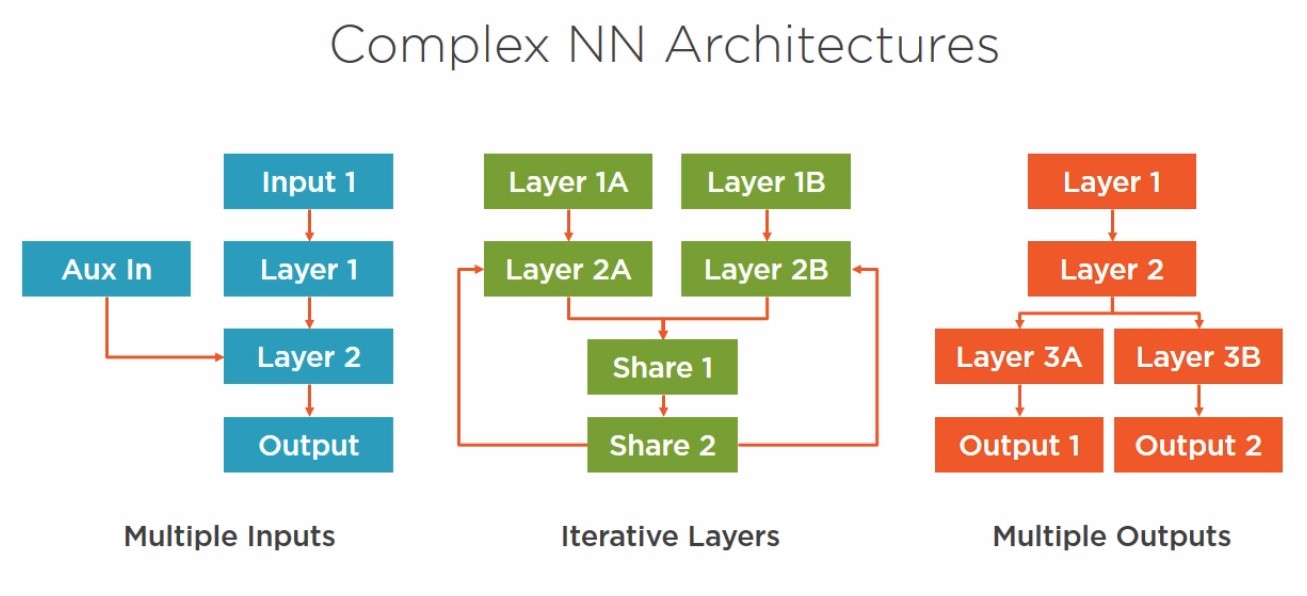 Complex NN Architectures
Input 1
Aux In
Layer 1
Layer 2
Output
Multiple Inputs
Layer 1A
Layer 1B
Layer 2A
Layer 2B
Share 1
Share 2
Iterative Layers
Layer 1
Layer 2
Layer 3A
Layer 3B
Output 1
Output 2
Multiple Outputs